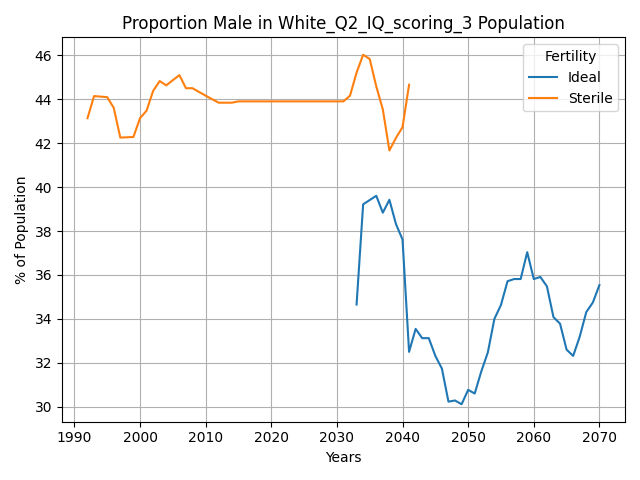 Proportion Male in White_Q2_IQ_scoring_3 Population
Fertility
Ideal
Sterile
% of Population
46
44
42
40
38
36
34
32
30
1990 2000 2010 2020 2030 2040 2050 2060 2070
Years